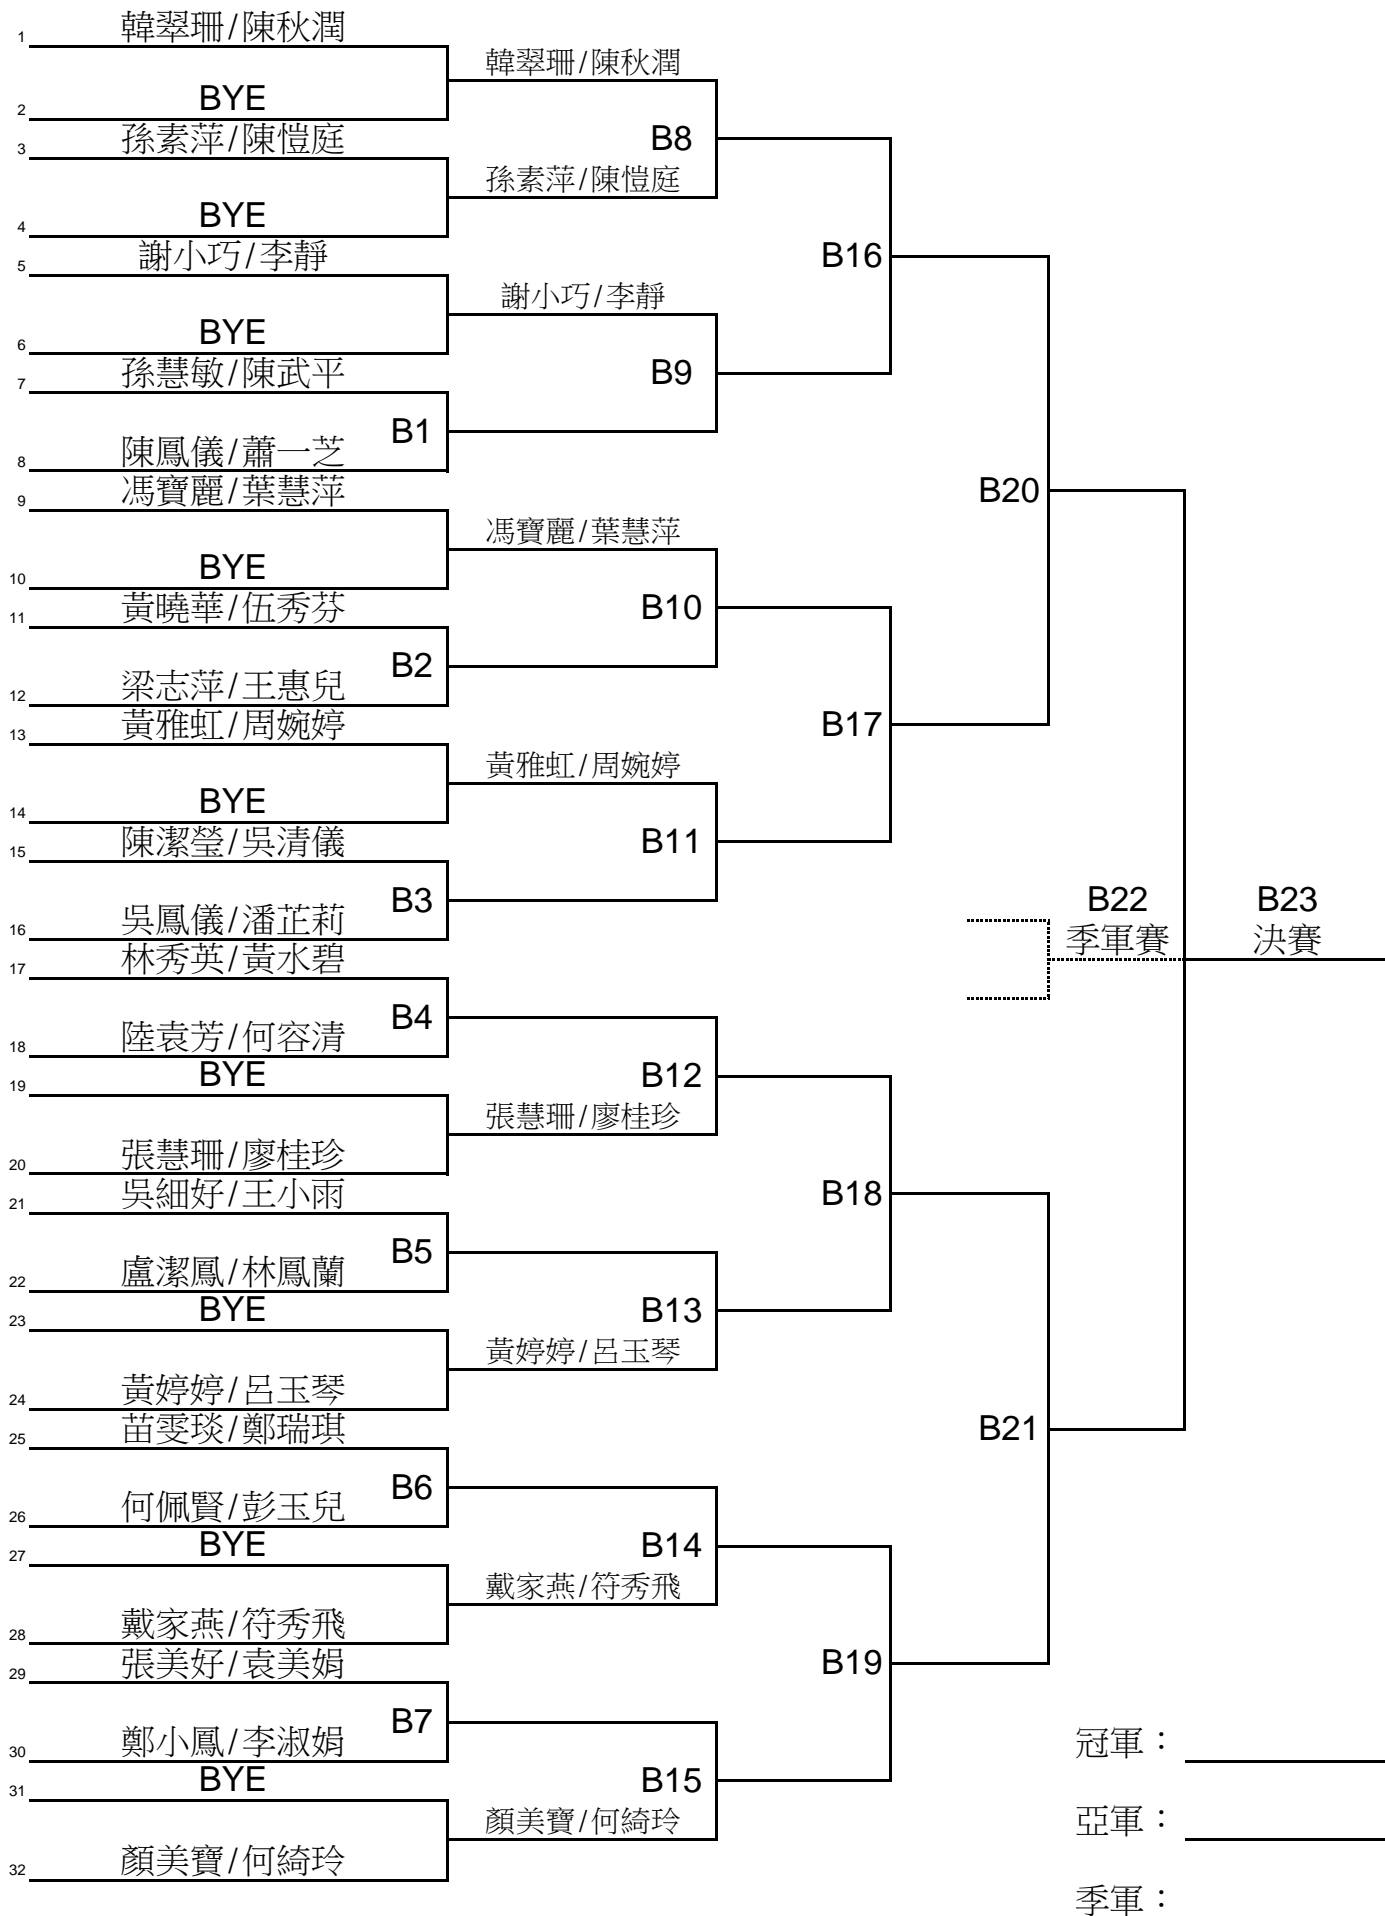 1 韓翠珊/陳秋潤
韓翠珊/陳秋潤
2 BYE
B8
3 孫素萍/陳愷庭
孫素萍/陳愷庭
4 BYE
B16
5 謝小巧/李靜
謝小巧/李靜
6 BYE
B9
7 孫慧敏/陳武平
B1
8 陳鳳儀/蕭一芝
B20
9 馮寶麗/葉慧萍
馮寶麗/葉慧萍
10 BYE
B10
11 黃曉華/伍秀芬
B2
12 梁志萍/王惠兒
B17
13 黃雅虹/周婉婷
黃雅虹/周婉婷
14 BYE
B11
15 陳潔瑩/吳清儀
B3
16 吳鳳儀/潘芷莉
B22
季軍賽
B23
決賽
17 林秀英/黃水碧
B4
18 陸袁芳/何容清
B12
19 BYE
張慧珊/廖桂珍
20 張慧珊/廖桂珍
B18
21 吳細好/王小雨
B5
22 盧潔鳳/林鳳蘭
B13
23 BYE
黃婷婷/呂玉琴
24 黃婷婷/呂玉琴
B21
25 苗雯琰/鄭瑞琪
B6
26 何佩賢/彭玉兒
B14
27 BYE
戴家燕/符秀飛
28 戴家燕/符秀飛
B19
29 張美好/袁美娟
B7
30 鄭小鳳/李淑娟
B15
31 BYE
顏美寶/何綺玲
32 顏美寶/何綺玲
冠軍：
亞軍：
季軍：